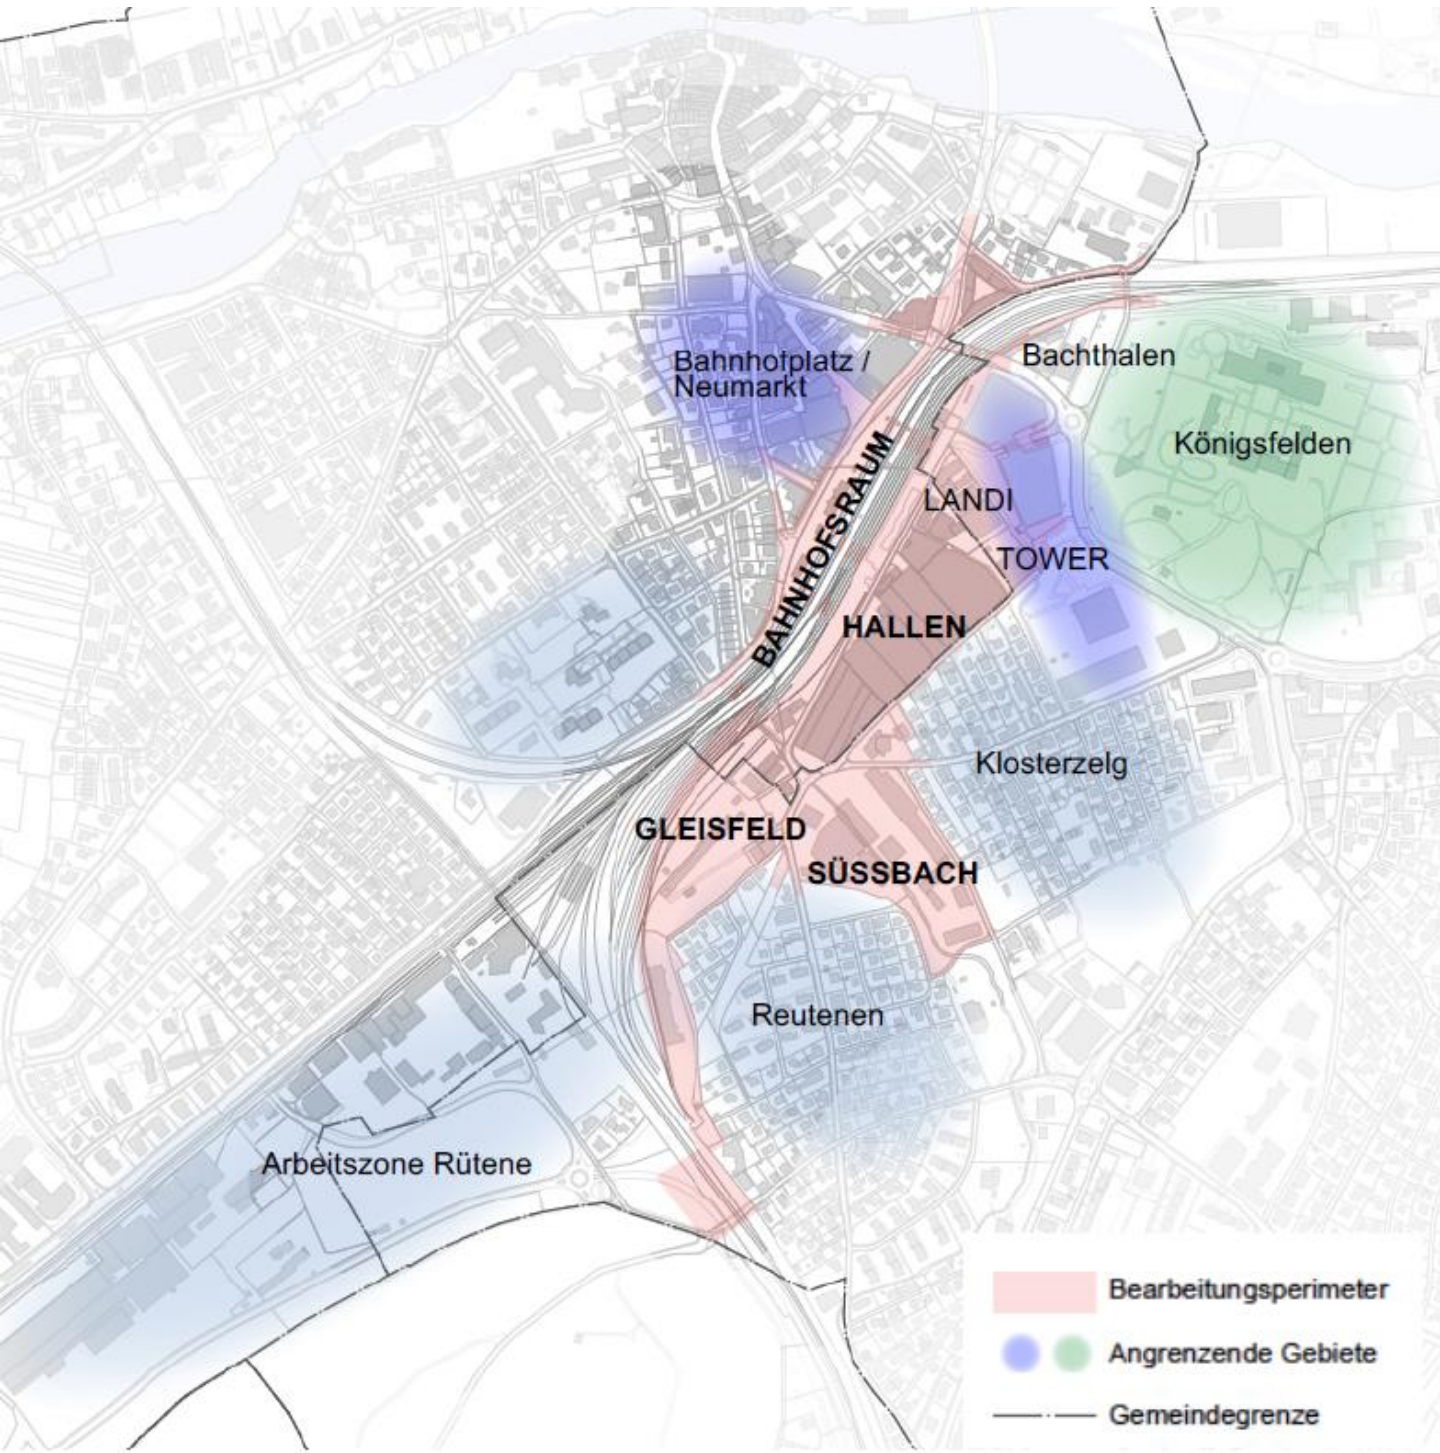 Bahnhofplatz /
Neumarkt
Bachthalen
Königsfelden
BAHNHOFSRAUM
LANDI
TOWER
HALLEN
Klosterzelg
GLEISFELD
SÜSSBACH
Reutenen
Arbeitszone Rütene
Bearbeitungsperimeter
Angrenzende Gebiete
Gemeindegrenze